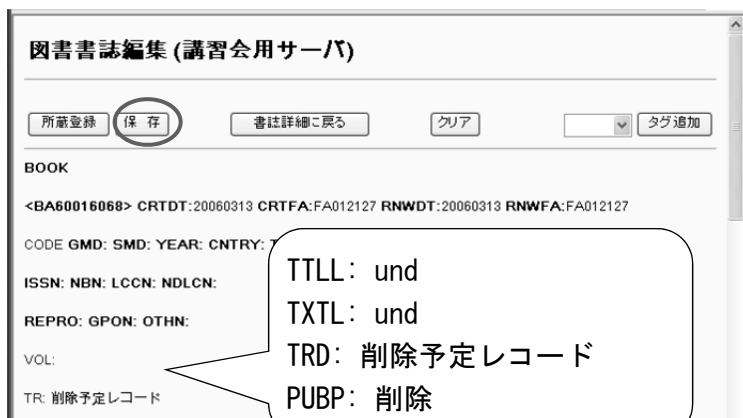 図書書誌編集 (講習会用サーバ)
所蔵登録 保 存 書誌詳細に戻る クリア タグ追加
BOOK
<BA60016068> CRTDT:20060313 CRTFA:FA012127 RNWDT:20060313 RNWFA:FA012127
CODE GMD: SMD: YEAR: CNTRY:
ISSN: NBN: LCCN: NDLCN:
REPRO: GPON: OTHN:
VOL:
TR: 削除予定レコード
TTLL: und
TXTL: und
TRD: 削除予定レコード
PUBP: 削除